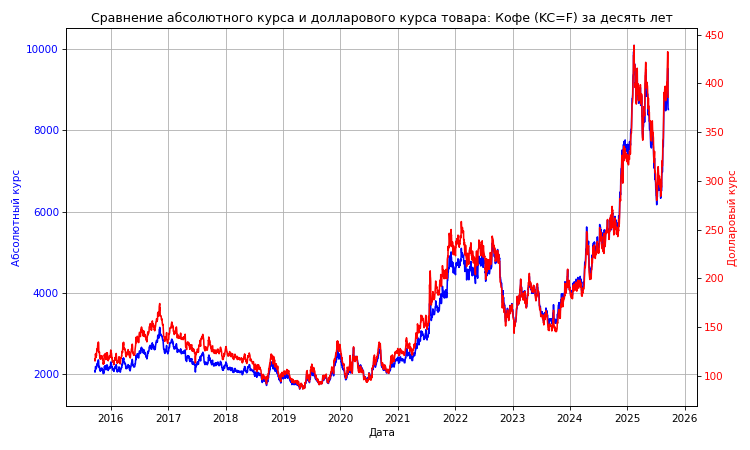 Сравнение абсолютного курса и долларового курса товара: Кофе (KC=F) за десять лет
10000
8000
6000
4000
2000
Абсолютный курс
450
400
350
300
250
200
150
100
Долларовый курс
2016 2017 2018 2019 2020 2021 2022 2023 2024 2025 2026
Дата